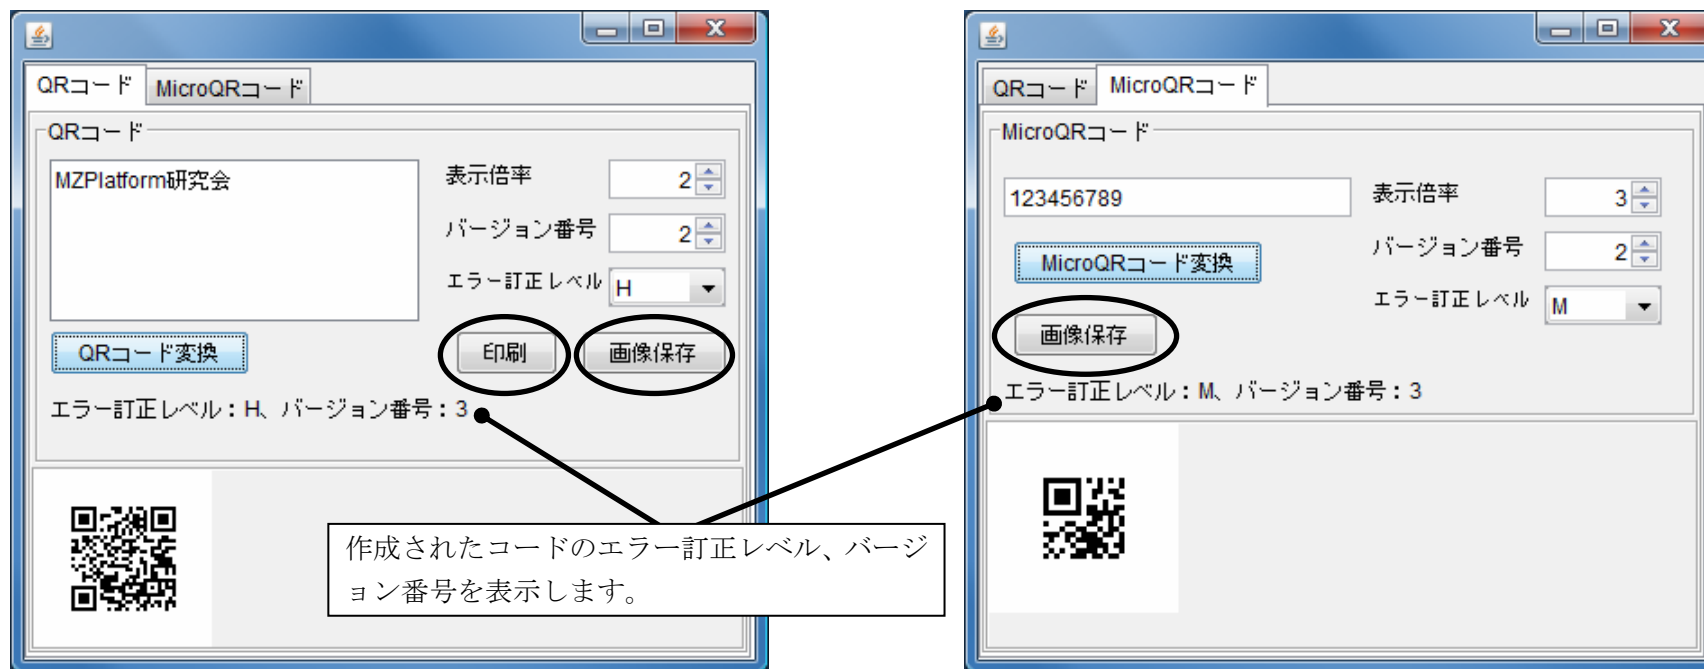 QRコード MicroQRコード
QRコード
MZPlatform研究会
表示倍率 2
バージョン番号 2
エラー訂正レベル H
QRコード変換 印刷 画像保存
エラー訂正レベル：H、バージョン番号：3
QRコード MicroQRコード
MicroQRコード
123456789
表示倍率 3
MicroQRコード変換
バージョン番号 2
エラー訂正レベル M
画像保存
エラー訂正レベル：M、バージョン番号：3
作成されたコードのエラー訂正レベル、バージ
ョン番号を表示します。